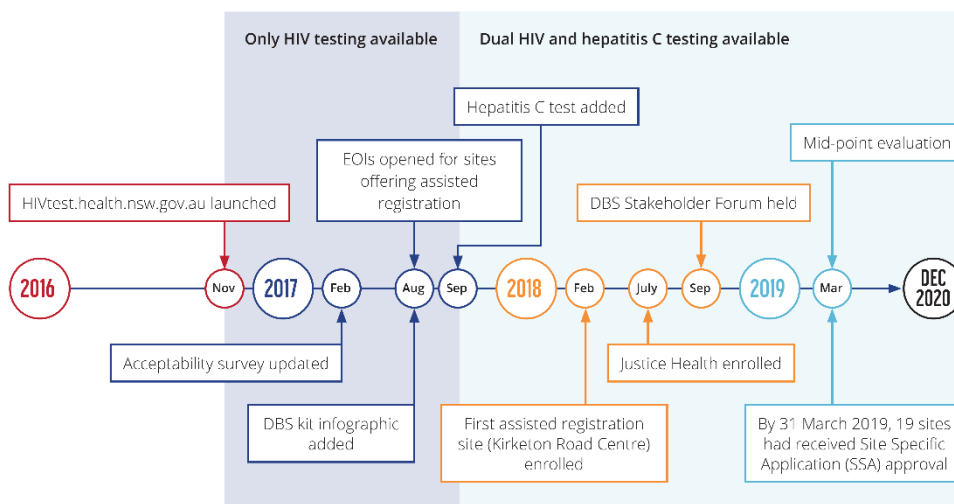 Only HIV testing available
Dual HIV and hepatitis C testing available
Hepatitis C test added
EOIs opened for sites
offering assisted
registration
Mid-point evaluation
HIVtest.health.nsw.gov.au launched
DBS Stakeholder Forum held
2016
Nov
2017
Feb
Aug
Sep
2018
Feb
July
Sep
2019
Mar
DEC
2020
Acceptability survey updated
Justice Health enrolled
DBS kit infographic
added
First assisted registration
site (Kirketon Road Centre)
enrolled
By 31 March 2019, 19 sites
had received Site Specific
Application (SSA) approval